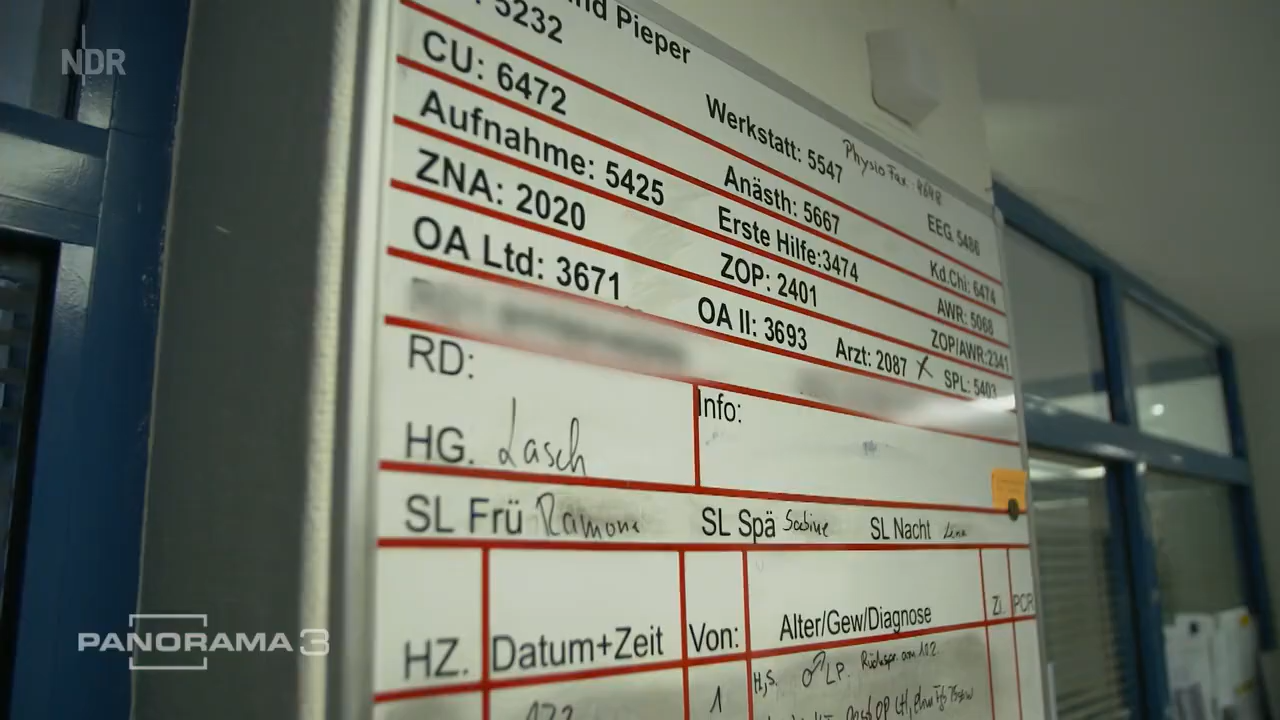 NDR
nd Pieper
5232
Werkstatt: 5547
Physio Fax: 9698
EEG 5486
CU: 6472
Anästh: 5667
Kd.Chi: 6474
Aufnahme: 5425
Erste Hilfe:3474
AWR: 5068
ZNA: 2020
ZOP: 2401
ZOP/AWR:2341
OA Ltd: 3671
OA II: 3693
Arzt: 2087 X
SPL: 5403
RD:
Info:
HG. Lasch
SL Frü Ramona
SL Spä Sabine
SL Nacht Lena
HZ.
Datum+Zeit
Von:
Alter/Gew/Diagnose
Zi.
PCR
1
H,S. ♂ LP.
PANORAMA 3